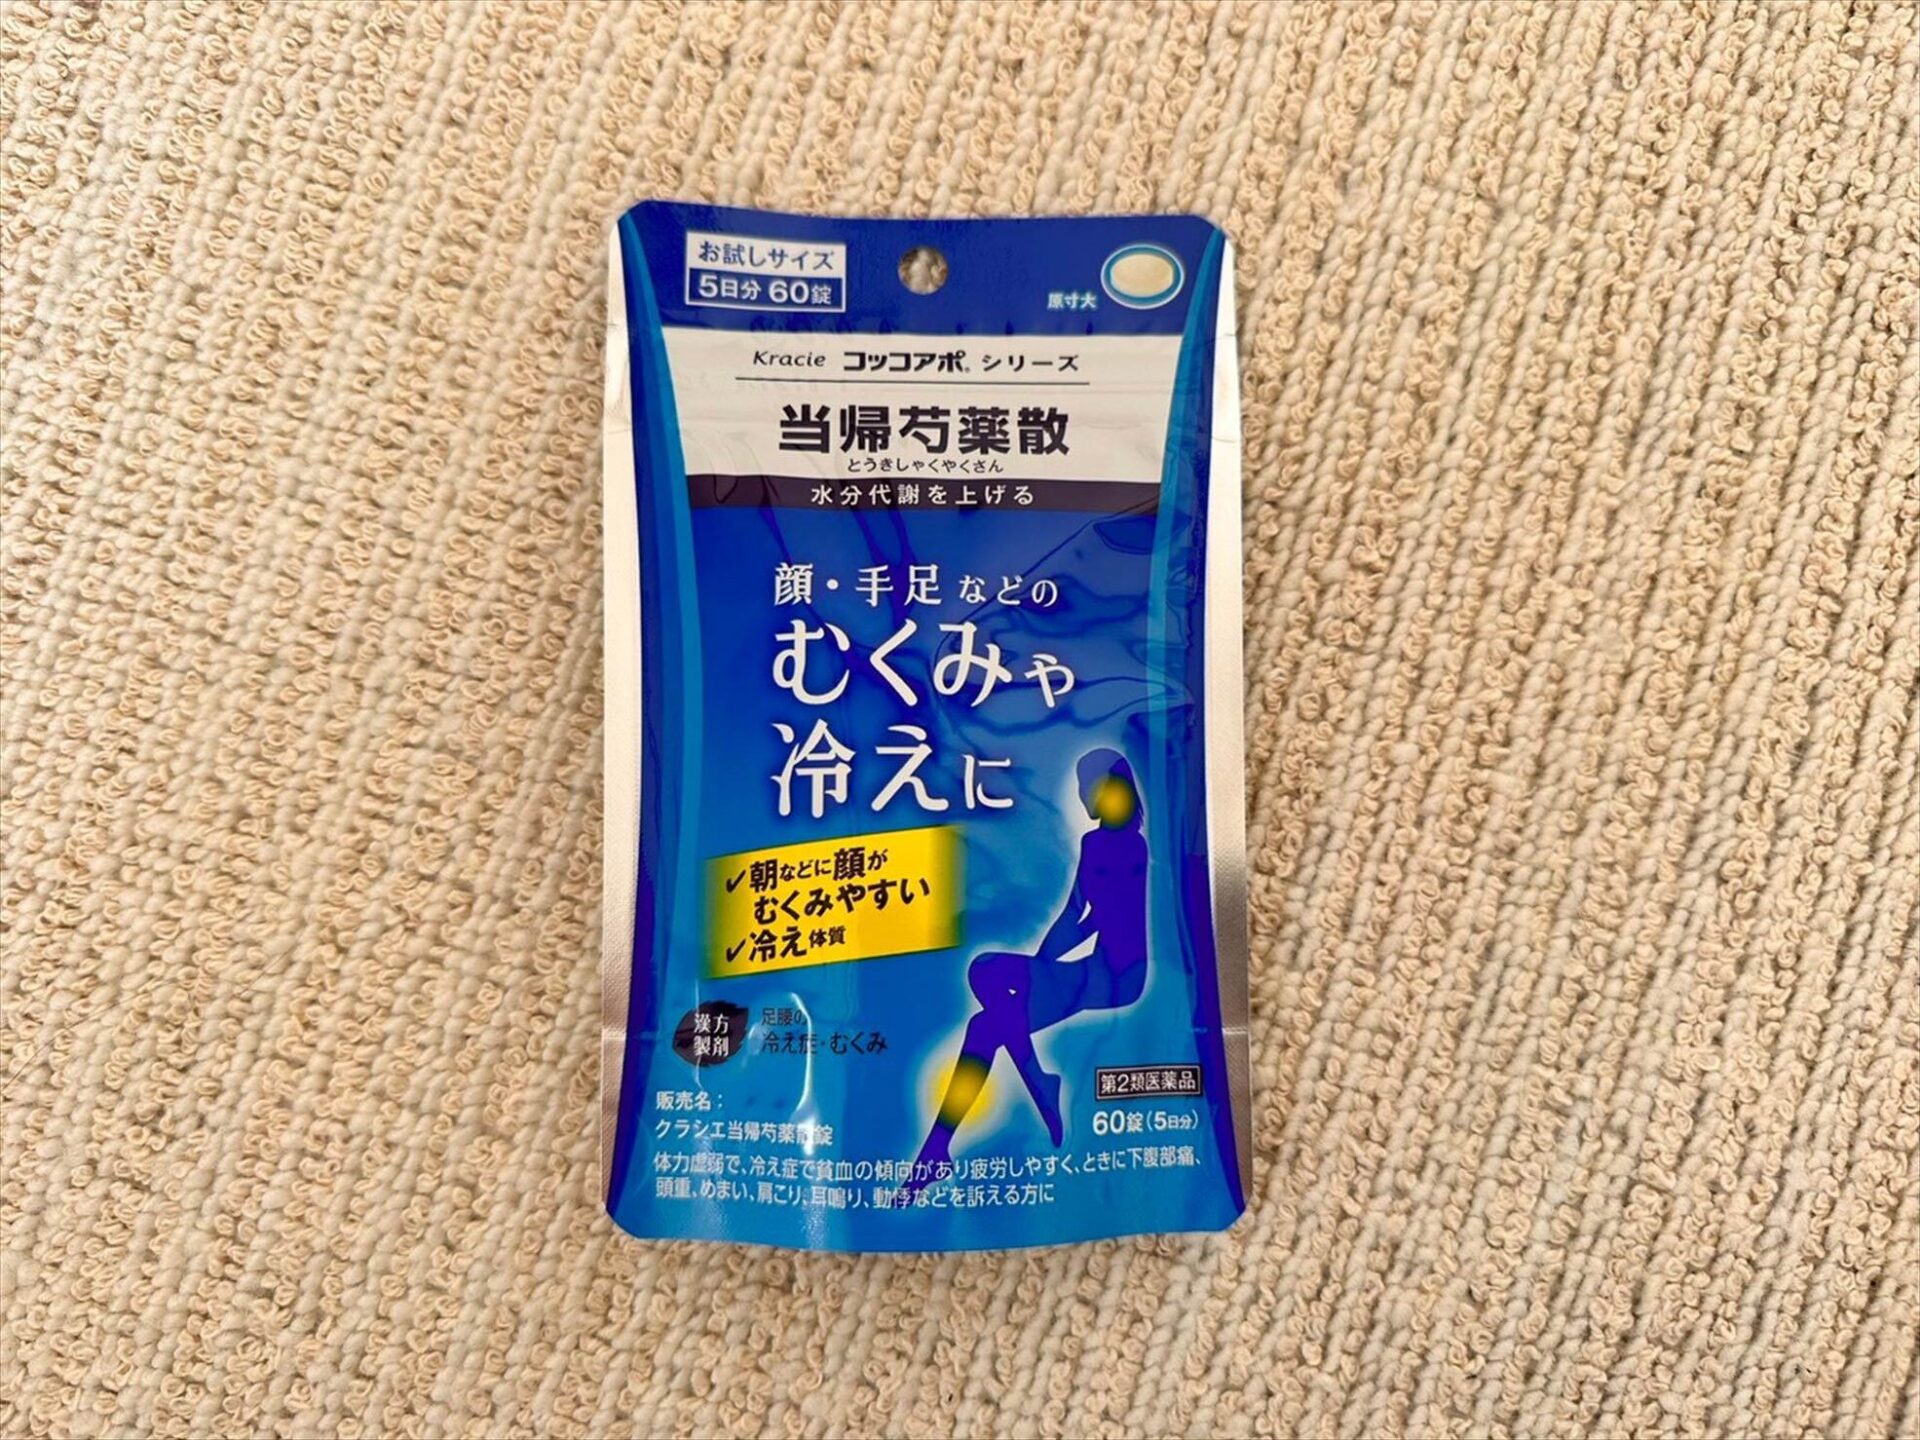 お試しサイズ
5日分 60錠
原寸大
Kracie コッコアポ® シリーズ
当帰芍薬散
とうきしゃくやくさん
水分代謝を上げる
顔・手足などの
むくみや
冷えに
✓朝などに顔が
むくみやすい
✓冷え体質
漢方
製剤
足腰の
冷え症・むくみ
第2類医薬品
60錠(5日分)
販売名:
クラシエ当帰芍薬散錠
体力虚弱で、冷え症で貧血の傾向があり疲労しやすく、ときに下腹部痛、
頭重、めまい、肩こり、耳鳴り、動悸などを訴える方に